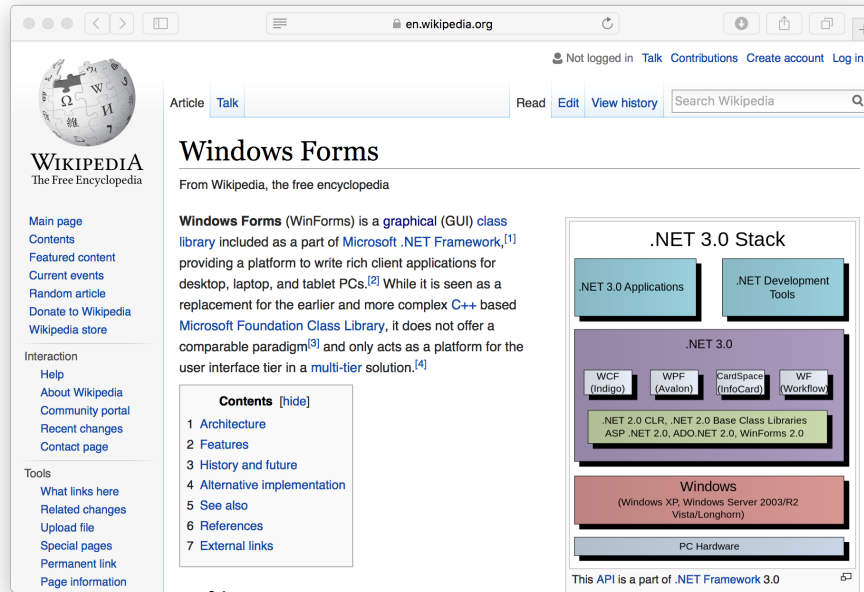 en.wikipedia.org
Not logged in Talk Contributions Create account Log in
Article Talk
Read Edit View history
Search Wikipedia
Ω W И 維 7
WIKIPEDIA
The Free Encyclopedia
Main page
Contents
Featured content
Current events
Random article
Donate to Wikipedia
Wikipedia store
Interaction
Help
About Wikipedia
Community portal
Recent changes
Contact page
Tools
What links here
Related changes
Upload file
Special pages
Permanent link
Page information
Windows Forms
From Wikipedia, the free encyclopedia
Windows Forms (WinForms) is a graphical (GUI) class
library included as a part of Microsoft .NET Framework,[1]
providing a platform to write rich client applications for
desktop, laptop, and tablet PCs.[2] While it is seen as a
replacement for the earlier and more complex C++ based
Microsoft Foundation Class Library, it does not offer a
comparable paradigm[3] and only acts as a platform for the
user interface tier in a multi-tier solution.[4]
Contents [hide]
1 Architecture
2 Features
3 History and future
4 Alternative implementation
5 See also
6 References
7 External links
.NET 3.0 Stack
.NET 3.0 Applications
.NET Development
Tools
.NET 3.0
WCF
(Indigo)
WPF
(Avalon)
CardSpace
(InfoCard)
WF
(Workflow)
.NET 2.0 CLR, .NET 2.0 Base Class Libraries
ASP .NET 2.0, ADO.NET 2.0, WinForms 2.0
Windows
(Windows XP, Windows Server 2003/R2
Vista/Longhorn)
PC Hardware
This API is a part of .NET Framework 3.0